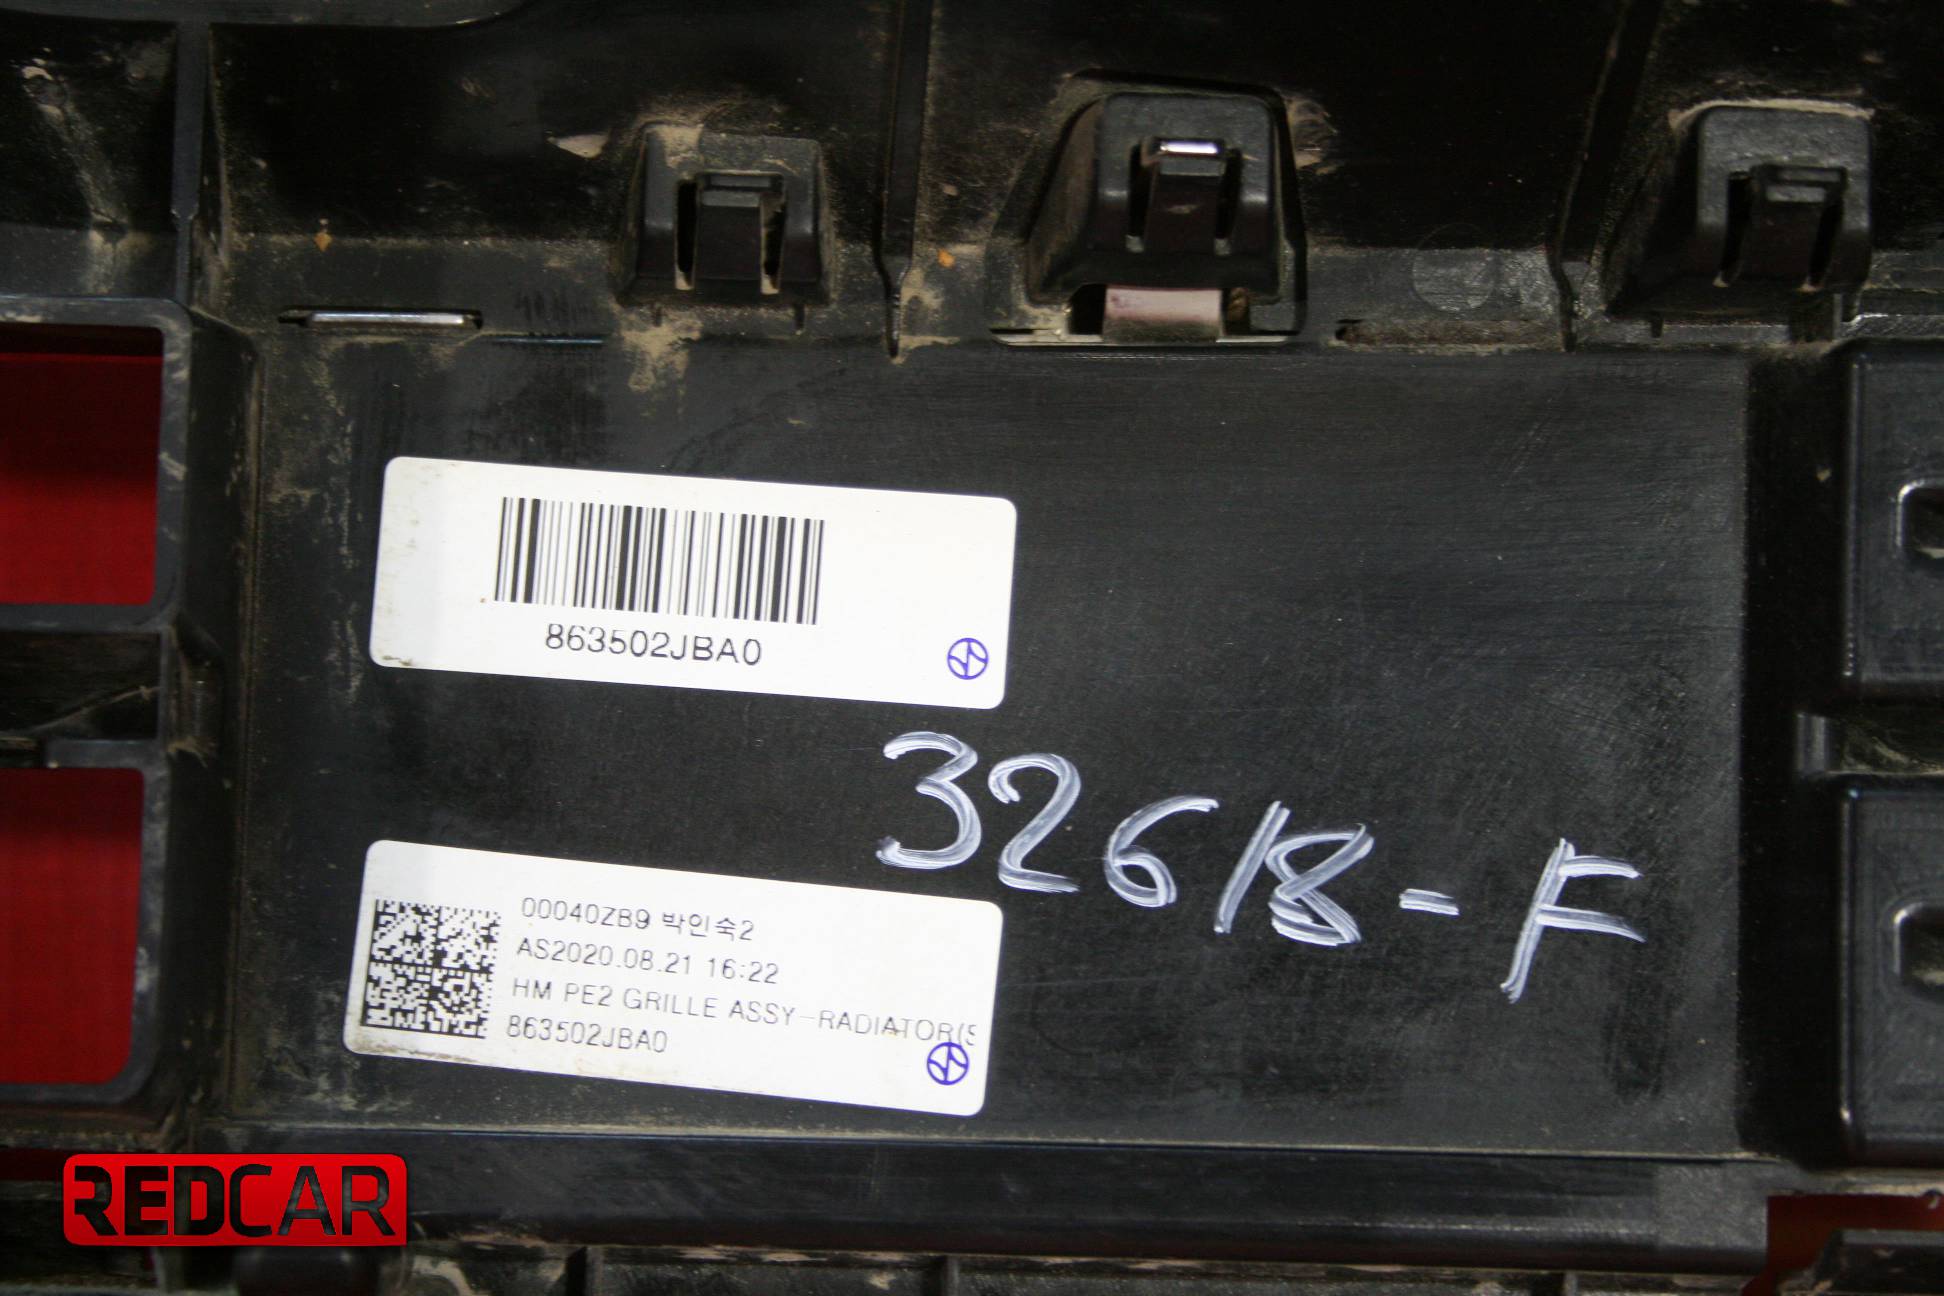 863502JBA0
32618-F
00040ZB9 박인숙2
AS2020.08.21 16:22
HM PE2 GRILLE ASSY-RADIATOR(S
863502JBA0
REDCAR